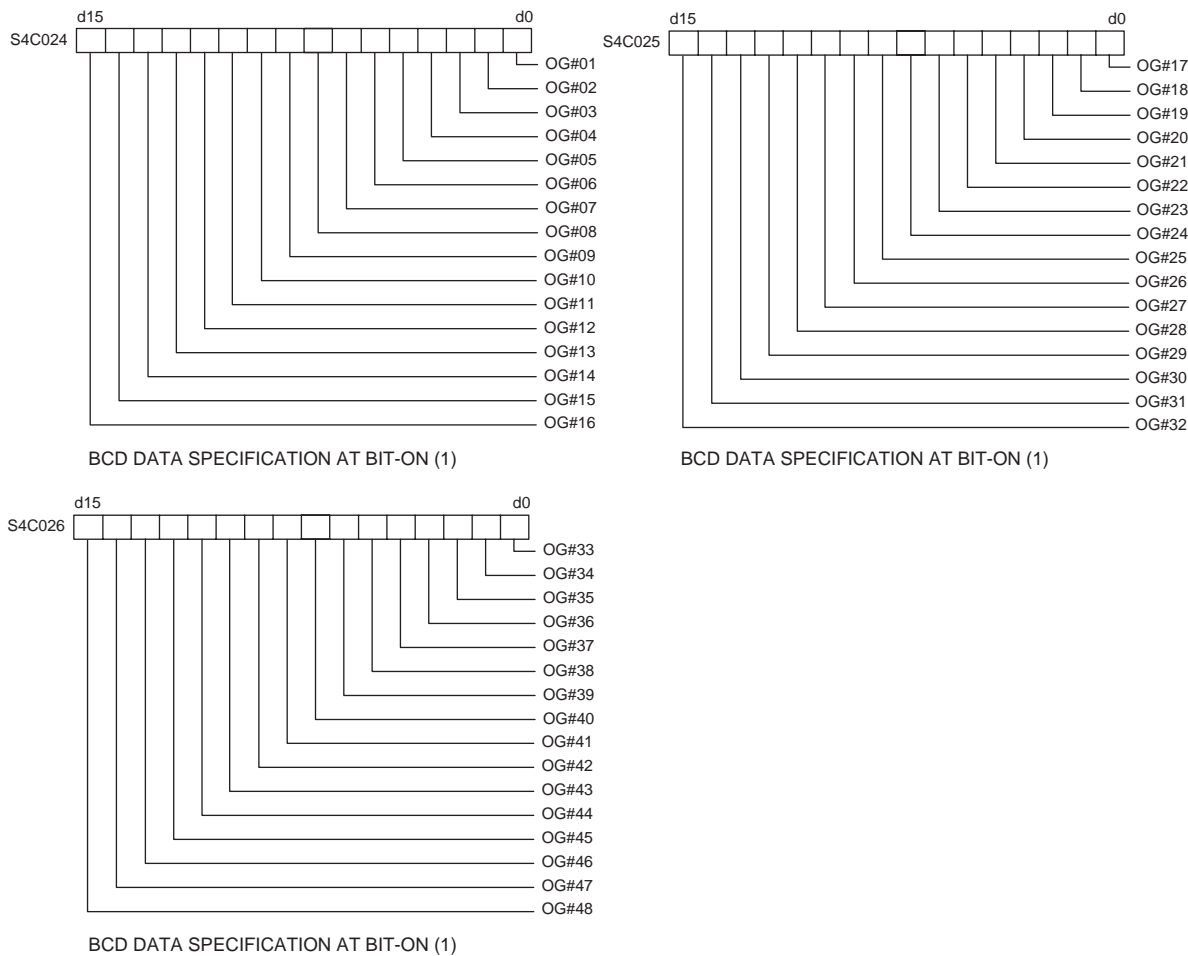 d15 d0
S4C024
OG#01
OG#02
OG#03
OG#04
OG#05
OG#06
OG#07
OG#08
OG#09
OG#10
OG#11
OG#12
OG#13
OG#14
OG#15
OG#16
BCD DATA SPECIFICATION AT BIT-ON (1)
d15 d0
S4C025
OG#17
OG#18
OG#19
OG#20
OG#21
OG#22
OG#23
OG#24
OG#25
OG#26
OG#27
OG#28
OG#29
OG#30
OG#31
OG#32
BCD DATA SPECIFICATION AT BIT-ON (1)
d15 d0
S4C026
OG#33
OG#34
OG#35
OG#36
OG#37
OG#38
OG#39
OG#40
OG#41
OG#42
OG#43
OG#44
OG#45
OG#46
OG#47
OG#48
BCD DATA SPECIFICATION AT BIT-ON (1)